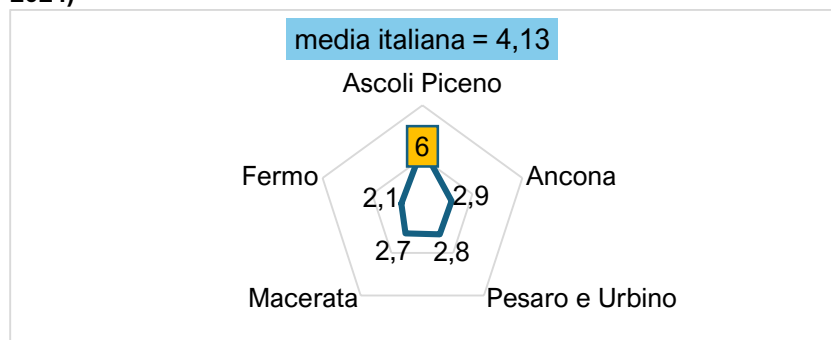 2024)
media italiana = 4,13
Ascoli Piceno
6
Fermo
Ancona
2,1
2,9
2,7
2,8
Macerata
Pesaro e Urbino